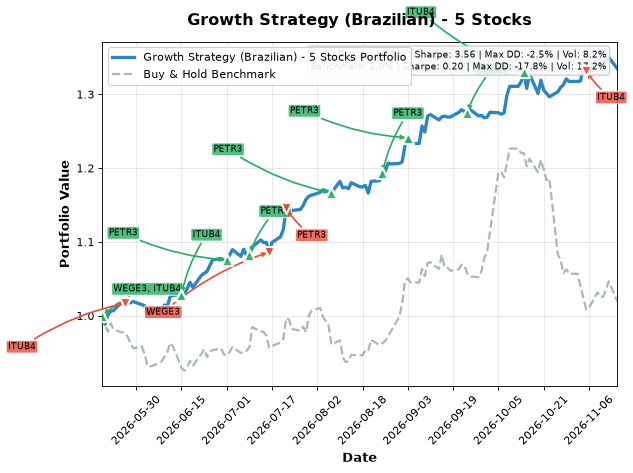 Growth Strategy (Brazilian) - 5 Stocks
ITUB4
Growth Strategy (Brazilian) - 5 Stocks Portfolio
Buy & Hold Benchmark
Sharpe: 3.56 | Max DD: -2.5% | Vol: 8.2%
Sharpe: 0.20 | Max DD: -17.8% | Vol: 17.2%
ITUB4
PETR3
PETR3
PETR3
PETR3
PETR3
ITUB4
PETR3
WEGE3, ITUB4
WEGE3
ITUB4
Portfolio Value
1.3
1.2
1.1
1.0
2026-05-30
2026-06-15
2026-07-01
2026-07-17
2026-08-02
2026-08-18
2026-09-03
2026-09-19
2026-10-05
2026-10-21
2026-11-06
Date